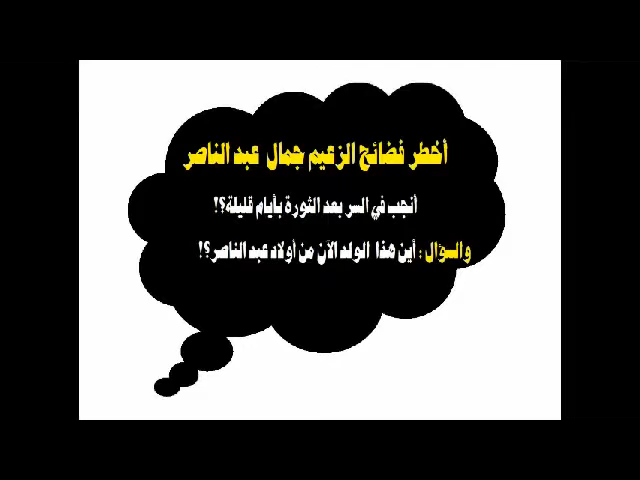 أخطر فضائح الزعيم جمال عبد الناصر
أنجب في السر بعد الثورة بأيام قليلة؟!
والسؤال : أين هذا الولد الآن من أولاد عبد الناصر؟!